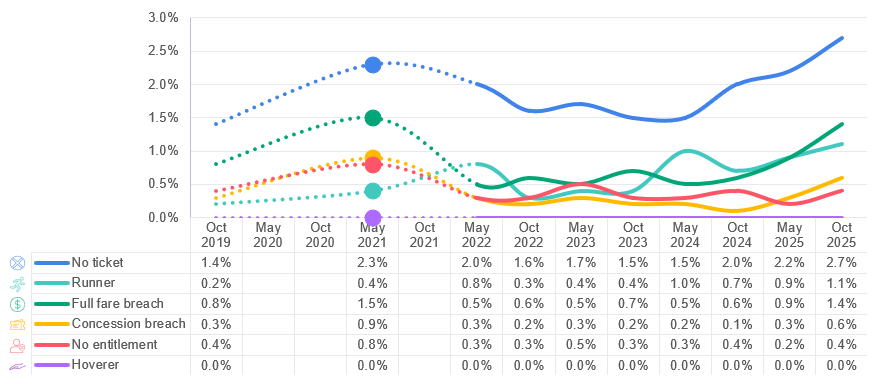 3.0%
2.5%
2.0%
1.5%
1.0%
0.5%
0.0%
Oct 2019 May 2020 Oct 2020 May 2021 Oct 2021 May 2022 Oct 2022 May 2023 Oct 2023 May 2024 Oct 2024 May 2025 Oct 2025
No ticket 1.4% 2.3% 2.0% 1.6% 1.7% 1.5% 1.5% 2.0% 2.2% 2.7%
Runner 0.2% 0.4% 0.8% 0.3% 0.4% 0.4% 1.0% 0.7% 0.9% 1.1%
Full fare breach 0.8% 1.5% 0.5% 0.6% 0.5% 0.7% 0.5% 0.6% 0.9% 1.4%
Concession breach 0.3% 0.9% 0.3% 0.2% 0.3% 0.2% 0.2% 0.1% 0.3% 0.6%
No entitlement 0.4% 0.8% 0.3% 0.3% 0.5% 0.3% 0.3% 0.4% 0.2% 0.4%
Hoverer 0.0% 0.0% 0.0% 0.0% 0.0% 0.0% 0.0% 0.0% 0.0% 0.0%